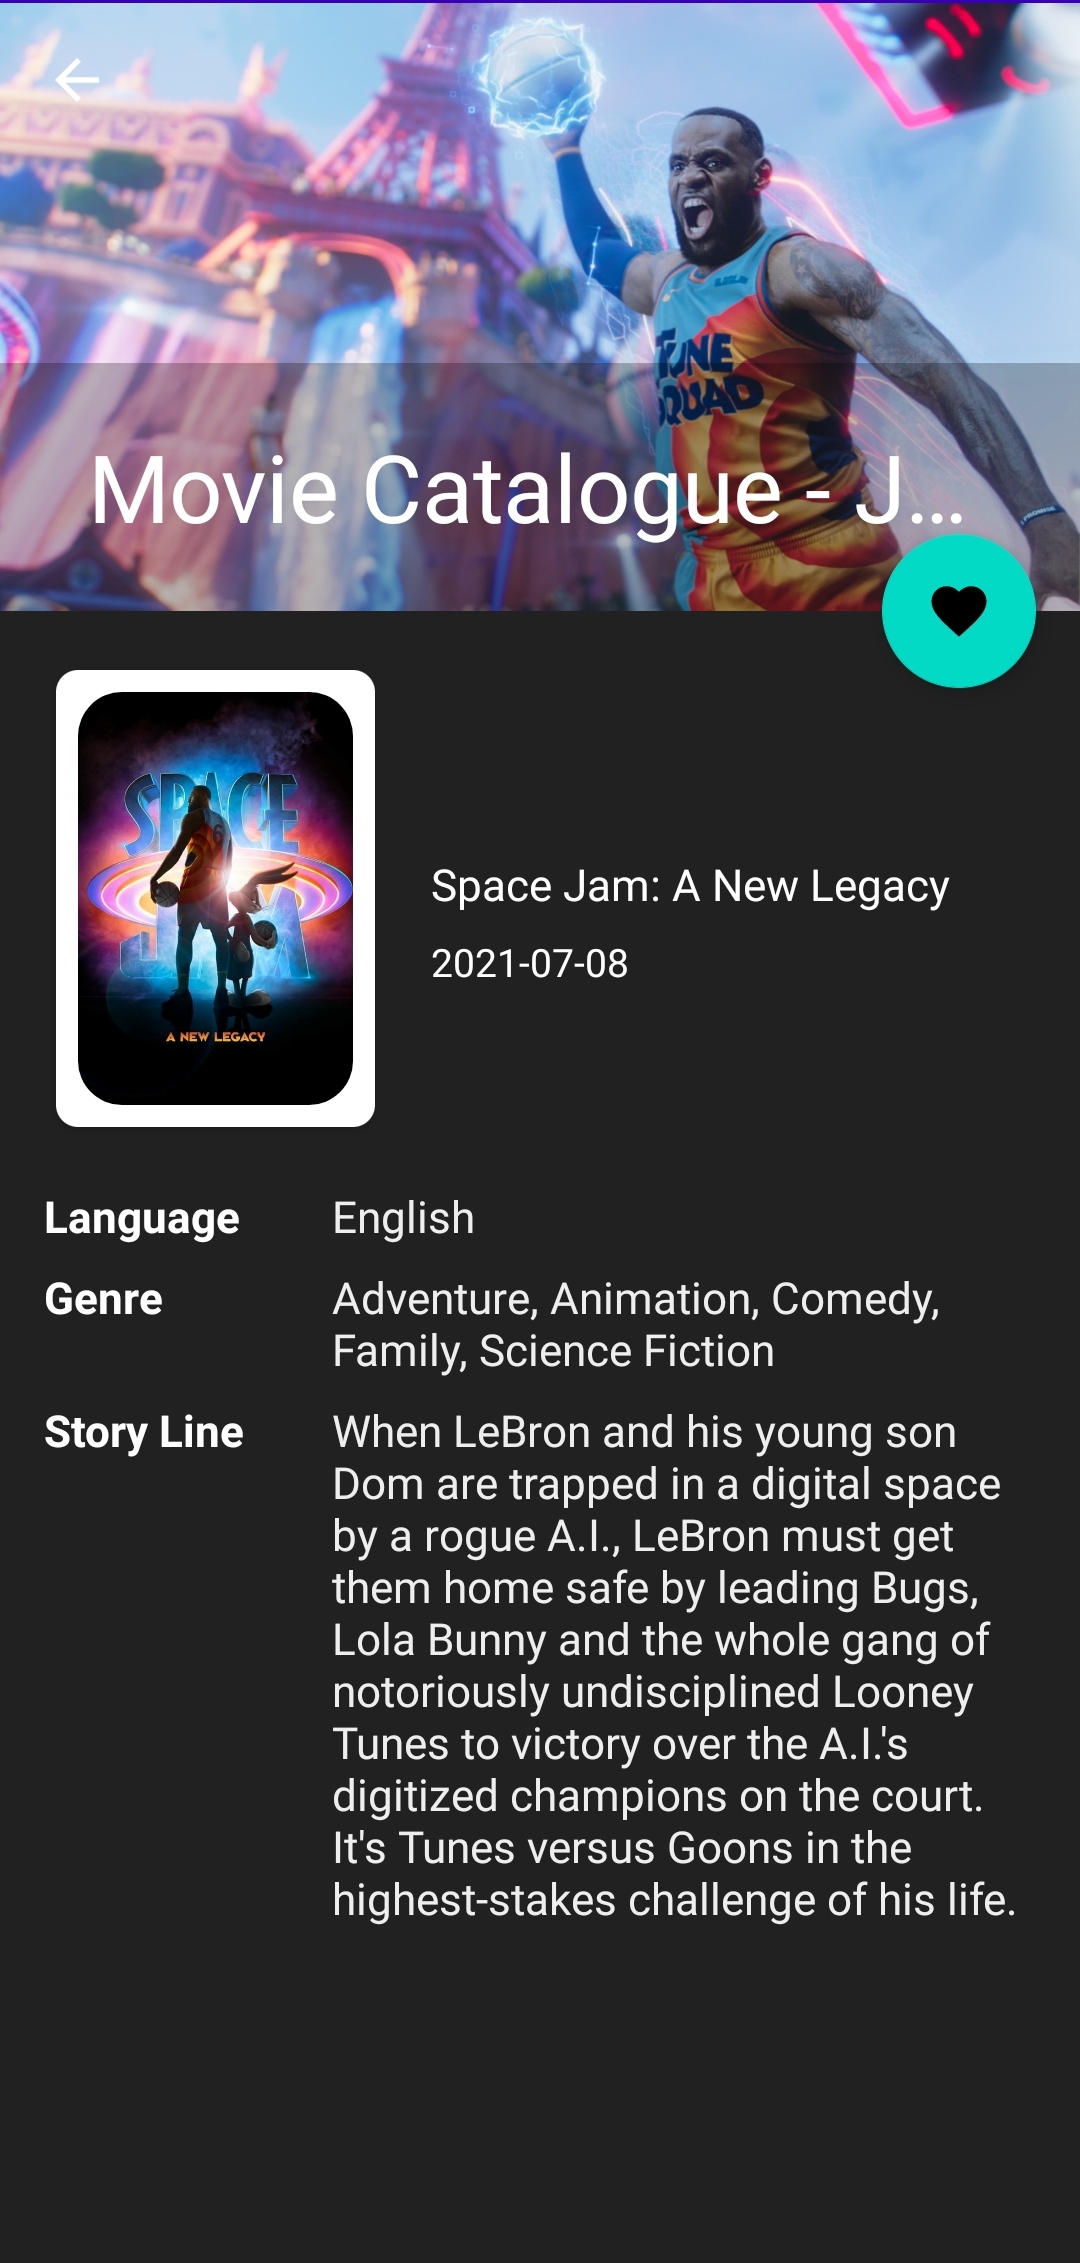 TUNE
SQUAD
PROMISE
Movie Catalogue - J...
SPACE
JAM
A NEW LEGACY
Space Jam: A New Legacy
2021-07-08
Language English
Genre Adventure, Animation, Comedy,
Family, Science Fiction
Story Line When LeBron and his young son
Dom are trapped in a digital space
by a rogue A.I., LeBron must get
them home safe by leading Bugs,
Lola Bunny and the whole gang of
notoriously undisciplined Looney
Tunes to victory over the A.I.'s
digitized champions on the court.
It's Tunes versus Goons in the
highest-stakes challenge of his life.